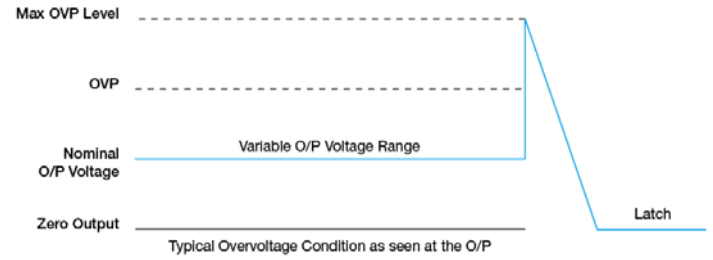 Max OVP Level
OVP
Variable O/P Voltage Range
Nominal
O/P Voltage
Latch
Zero Output
Typical Overvoltage Condition as seen at the O/P